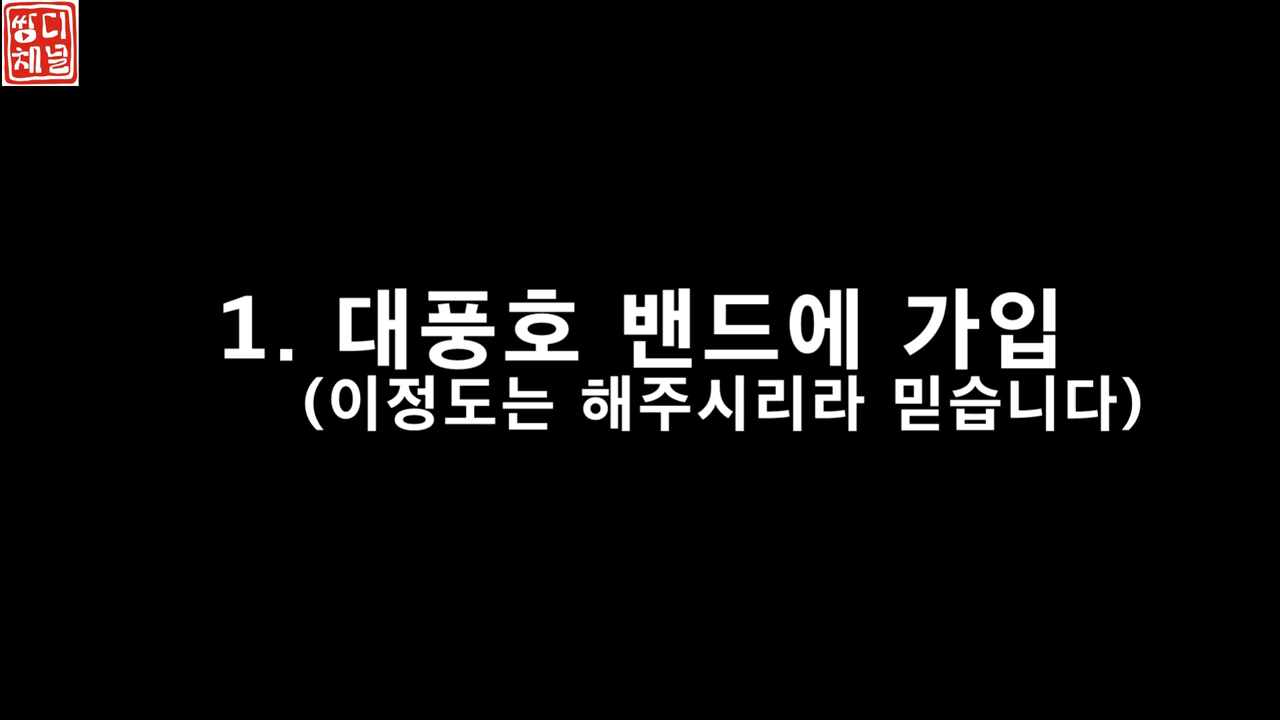 씸디
채널
1. 대풍호 밴드에 가입
(이정도는 해주시리라 믿습니다)